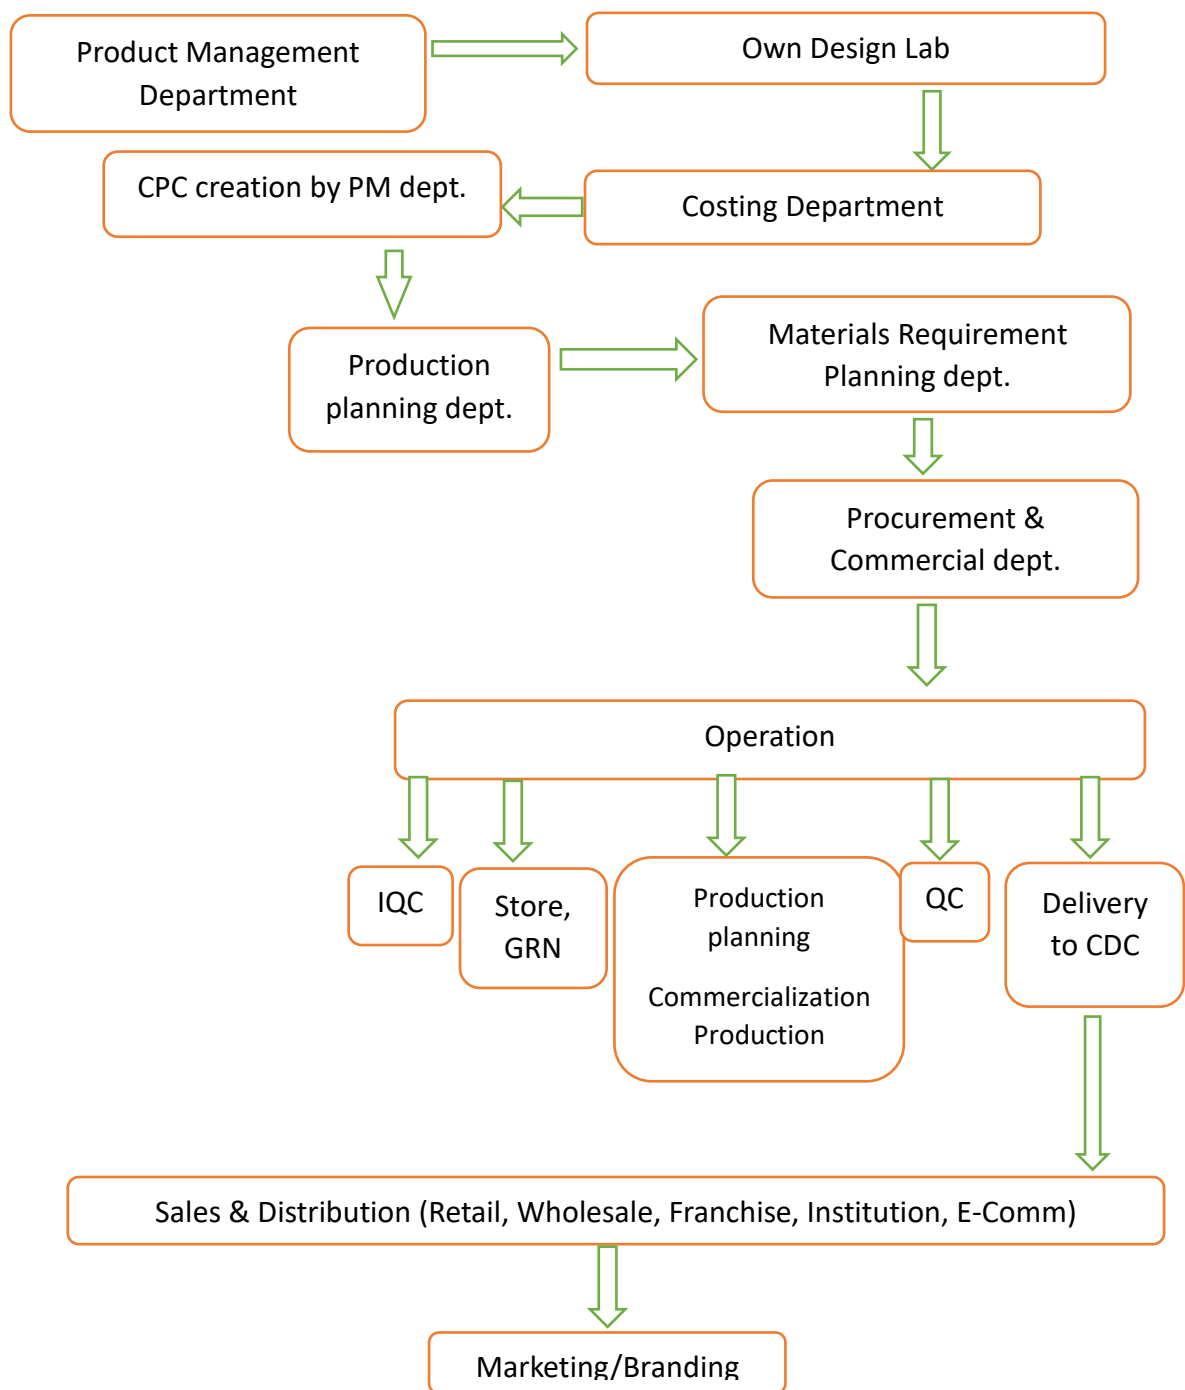 Product Management
Department
Own Design Lab
CPC creation by PM dept.
Costing Department
Production
planning dept.
Materials Requirement
Planning dept.
Procurement &
Commercial dept.
Operation
IQC
Store,
GRN
Production
planning
Commercialization
Production
QC
Delivery
to CDC
Sales & Distribution (Retail, Wholesale, Franchise, Institution, E-Comm)
Marketing/Branding